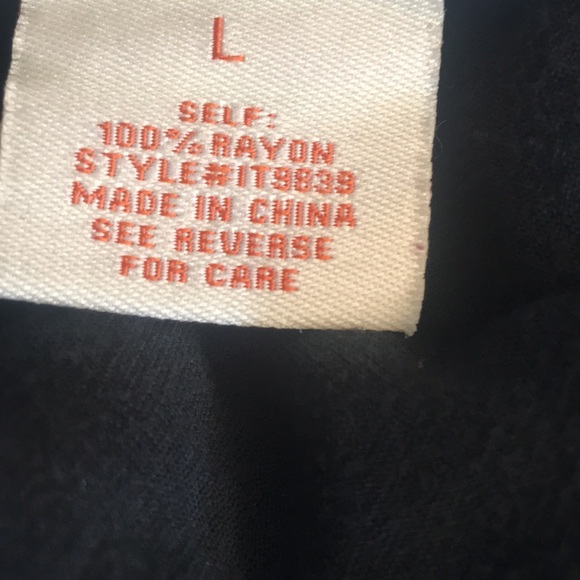 L
SELF:
100% RAYON
STYLE#IT9839
MADE IN CHINA
SEE REVERSE
FOR CARE